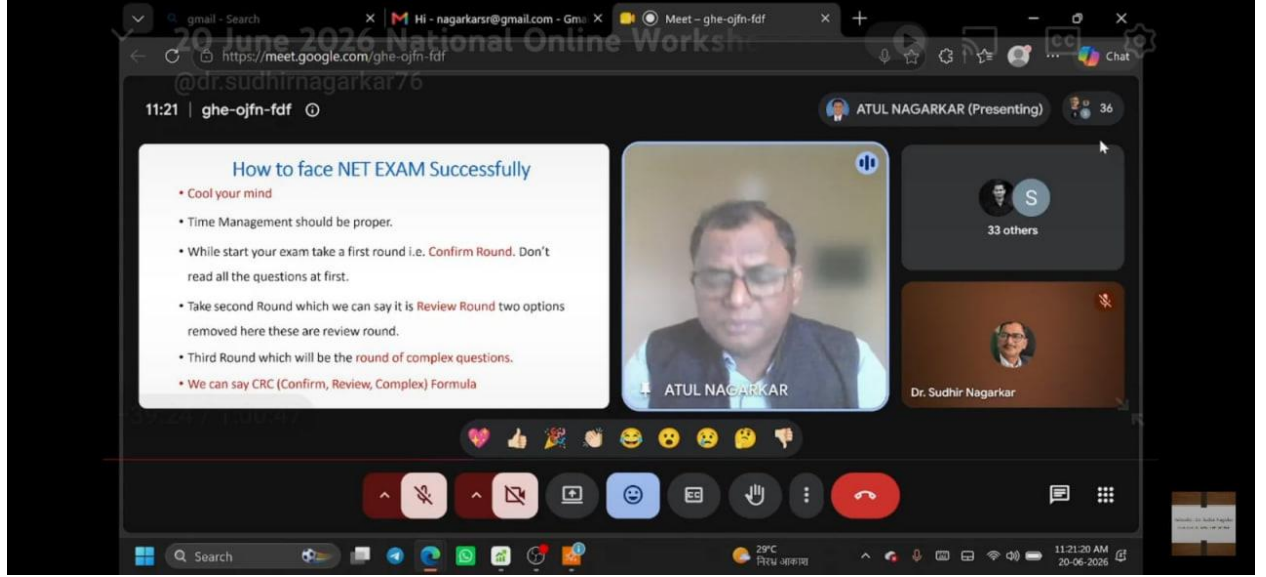 gmail - Search
Hi - nagarkarsr@gmail.com - Gma
Meet – ghe-ojfn-fdf
20 June 2026 National Online Worksh
https://meet.google.com/ghe-ojfn-fdf
Chat
@dr.sudhirnagarkar76
11:21 | ghe-ojfn-fdf
ATUL NAGARKAR (Presenting)
36
How to face NET EXAM Successfully
• Cool your mind
• Time Management should be proper.
• While start your exam take a first round i.e. Confirm Round. Don't
read all the questions at first.
• Take second Round which we can say it is Review Round two options
removed here these are review round.
• Third Round which will be the round of complex questions.
• We can say CRC (Confirm, Review, Complex) Formula
ATUL NAGARKAR
S
33 others
Dr. Sudhir Nagarkar
CC
Search
29°C
निरभ्र आकाश
11:21:20 AM
20-06-2026